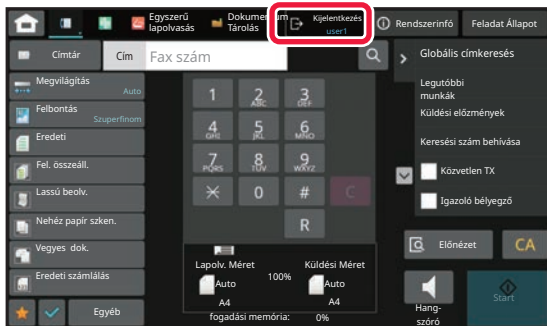 Egyszerű
lapolvasás
Dokumentum
Tárolás
Kijelentkezés
user1
Rendszerinfó
Feladat Állapot
Címtár
Cím
Fax szám
Globális címkeresés
Megvilágítás
Auto
Felbontás
Szuperfinom
Eredeti
Fel. összeáll.
Lassú beolv.
Nehéz papír szken.
Vegyes dok.
Eredeti számlálás
Egyéb
1
2
ABC
3
DEF
4
GHI
5
JKL
6
MNO
7
PQRS
8
TUV
9
WXYZ
0
#
C
R
Lapolv. Méret
100%
Küldési Méret
Auto
A4
Auto
A4
fogadási memória: 0%
Legutóbbi
munkák
Küldési előzmények
Keresési szám behívása
Közvetlen TX
Igazoló bélyegző
Előnézet
CA
Hang-
szóró
Start